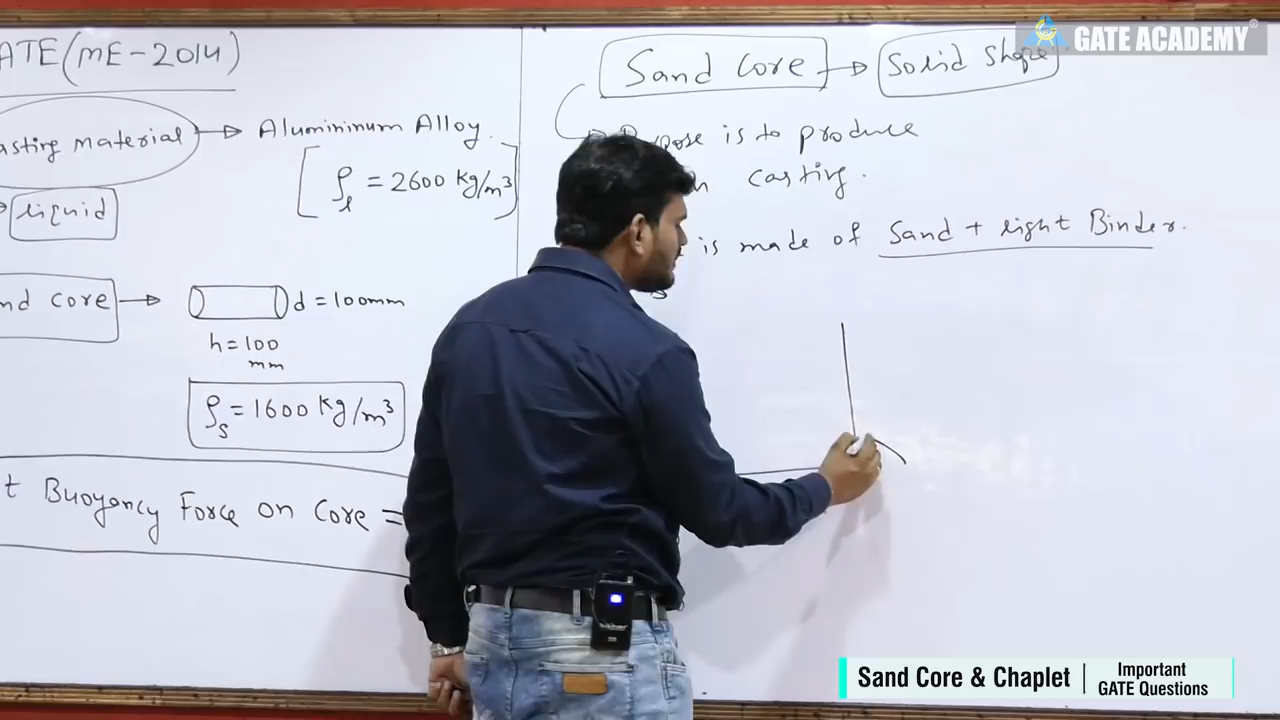 ATE (ME-2014)
asting material → Alumininum Alloy.
[ρl = 2600 kg/m³]
liquid
nd core → d = 100mm
h = 100
mm
ρs = 1600 kg/m³
t Buoyancy Force on Core =
Sand Core → Solid Shape
pose is to produce
n casting.
is made of Sand + right Binder.
GATE ACADEMY®
Sand Core & Chaplet | Important
GATE Questions